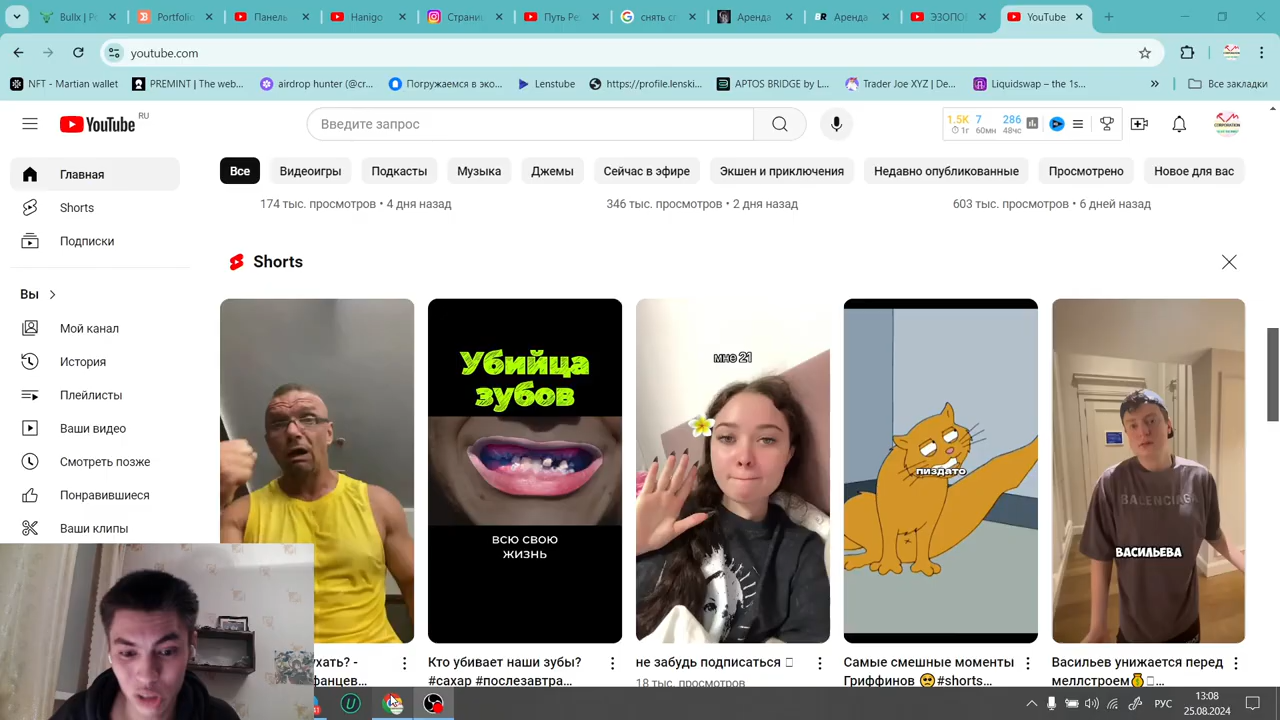 Bullx | P
Portfolio
Панель
Hanigo
Страни
Путь Ре
снять сп
Аренда
Аренда
ЭЗОПО
YouTube
youtube.com
NFT - Martian wallet
PREMINT | The web...
airdrop hunter (@cr...
Погружаемся в эко...
Lenstube
https://profile.lenski...
APTOS BRIDGE by L...
Trader Joe XYZ | De...
Liquidswap – the 1s...
»
Все закладки
YouTube RU
Введите запрос
1.5K 7 286
1г 60мн 48чс
Главная
Shorts
Подписки
Вы
Мой канал
История
Плейлисты
Ваши видео
Смотреть позже
Понравившиеся
Ваши клипы
Все
Видеоигры
Подкасты
Музыка
Джемы
Сейчас в эфире
Экшен и приключения
Недавно опубликованные
Просмотрено
Новое для вас
174 тыс. просмотров • 4 дня назад
346 тыс. просмотров • 2 дня назад
603 тыс. просмотров • 6 дней назад
Shorts
Убийца
зубов
всю свою
жизнь
мне 21
пиздато
BALENCIAGA
ВАСИЛЬЕВА
ухать? -
фанцев...
Кто убивает наши зубы?
#сахар #послезавтра...
не забудь подписаться
18 тыс. просмотров
Самые смешные моменты
Гриффинов 🥺#shorts...
Васильев унижается перед
меллстроем💰...
РУС
13:08
25.08.2024